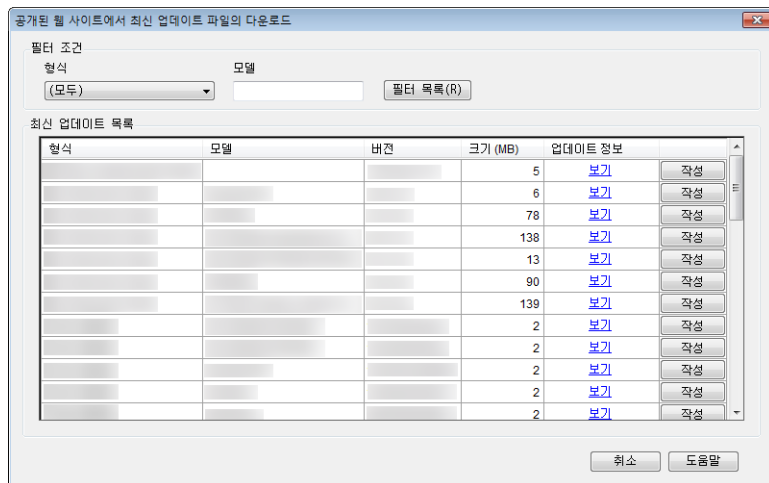 공개된 웹 사이트에서 최신 업데이트 파일의 다운로드
필터 조건
형식 모델
(모두) 필터 목록(R)
최신 업데이트 목록
형식 모델 버전 크기 (MB) 업데이트 정보
5 보기 작성
6 보기 작성
78 보기 작성
138 보기 작성
13 보기 작성
90 보기 작성
139 보기 작성
2 보기 작성
2 보기 작성
2 보기 작성
2 보기 작성
2 보기 작성
취소 도움말